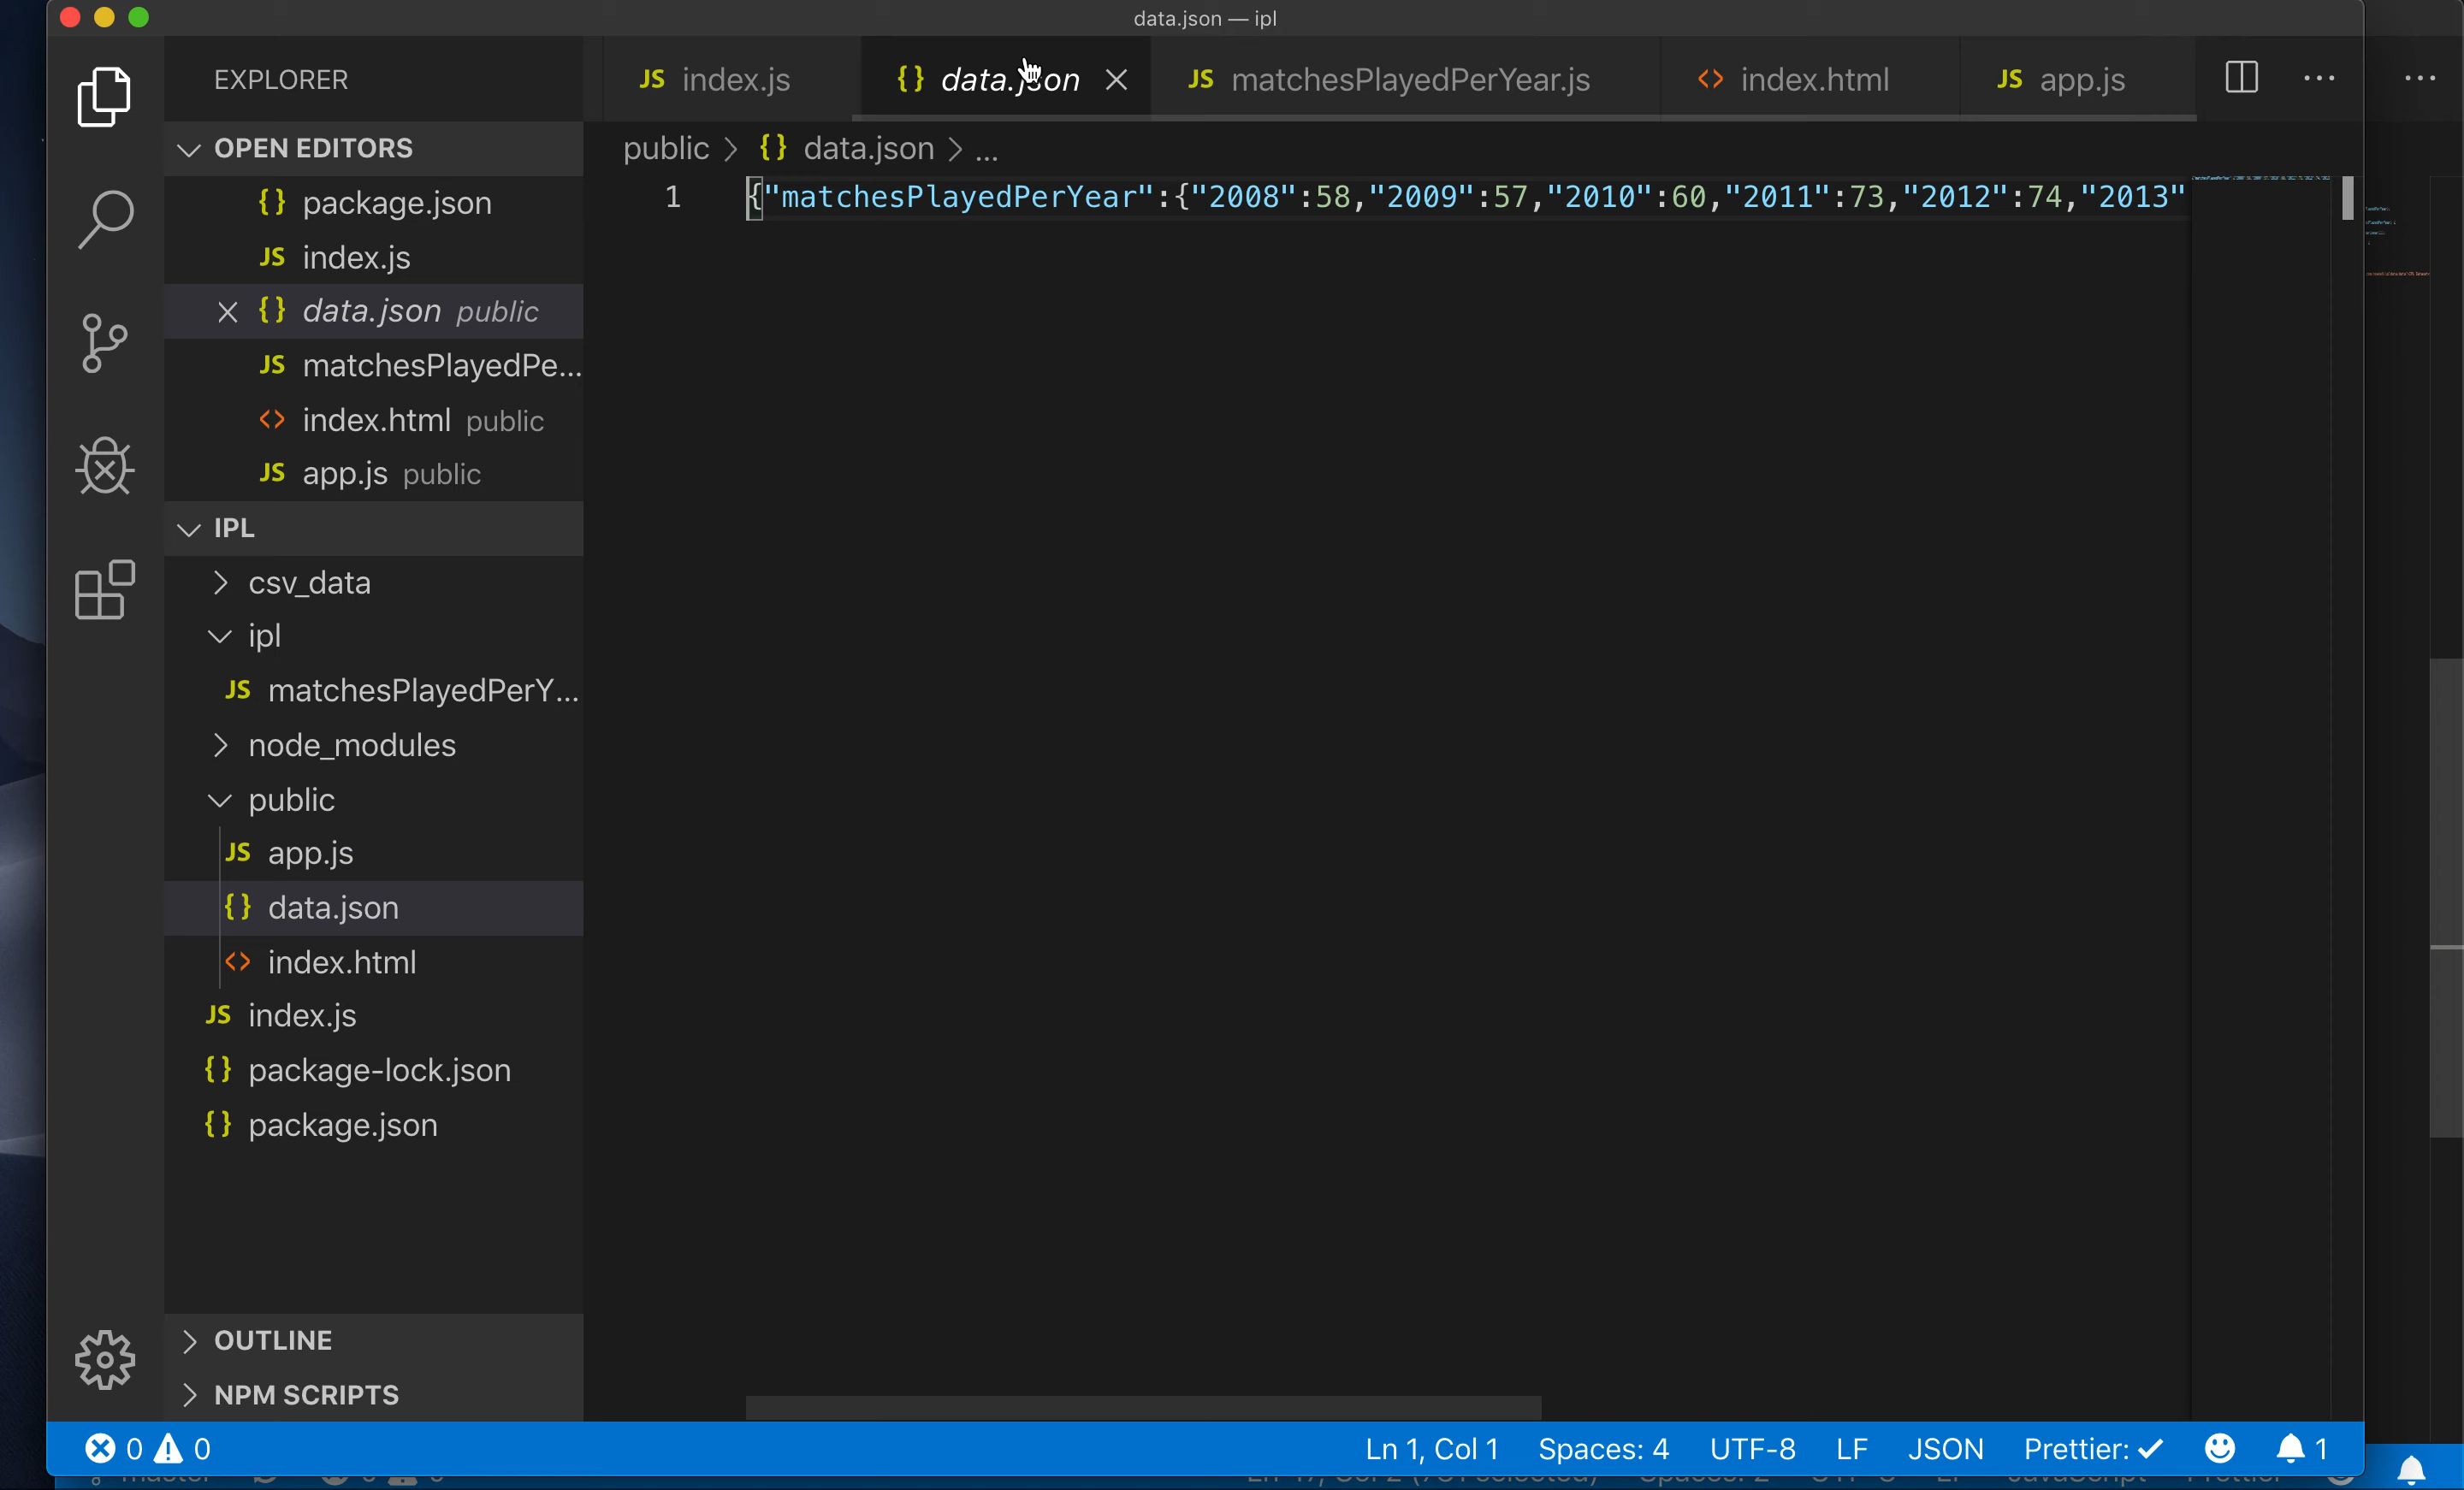 data.json — ipl
EXPLORER
JS index.js
{} data.json
JS matchesPlayedPerYear.js
<> index.html
JS app.js
OPEN EDITORS
{} package.json
JS index.js
{} data.json public
JS matchesPlayedPe...
<> index.html public
JS app.js public
IPL
csv_data
ipl
JS matchesPlayedPerY...
node_modules
public
JS app.js
{} data.json
<> index.html
JS index.js
{} package-lock.json
{} package.json
OUTLINE
NPM SCRIPTS
public > {} data.json > ...
1 {"matchesPlayedPerYear":{"2008":58,"2009":57,"2010":60,"2011":73,"2012":74,"2013"
0 0
Ln 1, Col 1 Spaces: 4 UTF-8 LF JSON Prettier: ✓ 1